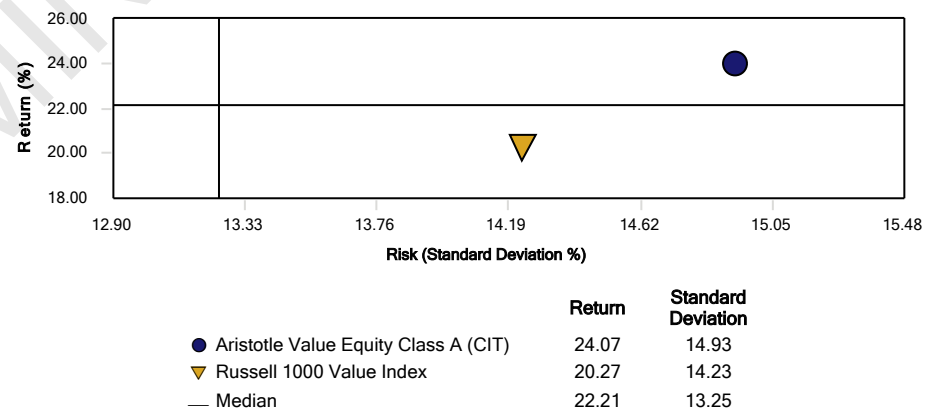 26.00
24.00
22.00
20.00
18.00
Return (%)
12.90 13.33 13.76 14.19 14.62 15.05 15.48
Risk (Standard Deviation %)
Return Standard Deviation
Aristotle Value Equity Class A (CIT) 24.07 14.93
Russell 1000 Value Index 20.27 14.23
Median 22.21 13.25